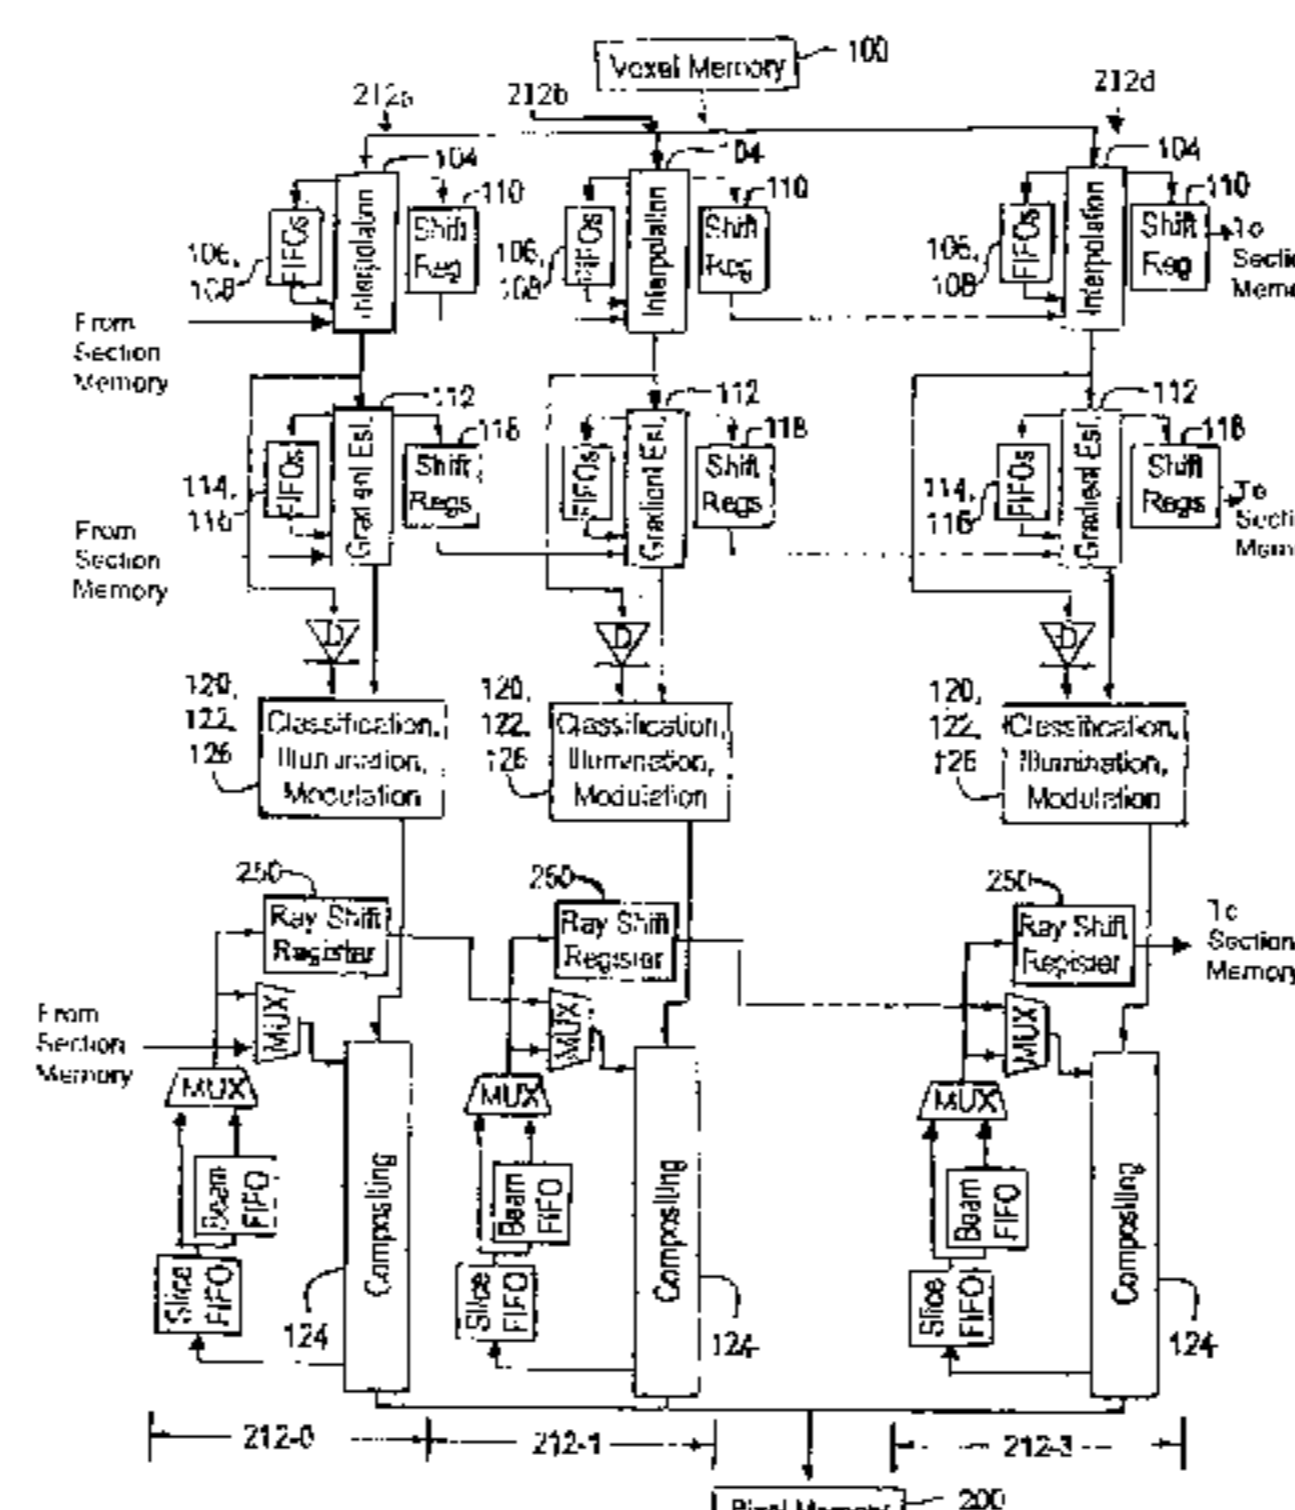 Voxel Memory
100
212a
212b
212d
104
104
104
110
110
110
FIFOs
Interpolation
Shift
Reg
FIFOs
Interpolation
Shift
Reg
FIFOs
Interpolation
Shift
Reg
106,
108
106,
108
106,
108
To
From
Section
Memory
112
112
112
118
118
118
FIFOs
Gradient Est.
Shift
Regs
FIFOs
Gradient Est.
Shift
Regs
FIFOs
Gradient Est.
Shift
Regs
114,
116
114,
116
To
From
Section
Memory
D
D
D
120,
122,
126
Classification,
Illumination,
Modulation
120,
122,
126
Classification,
Illumination,
Modulation
120,
122,
126
Classification,
Illumination,
Modulation
250
Ray Shift
Register
250
Ray Shift
Register
250
Ray Shift
Register
To
Section
Memory
From
Section
Memory
MUX
MUX
MUX
MUX
MUX
MUX
Beam
FIFO
Slice
FIFO
Compositing
124
Beam
FIFO
Slice
FIFO
Compositing
124
Beam
FIFO
Slice
FIFO
Compositing
124
212-0
212-1
212-3
Pixel Memory
200